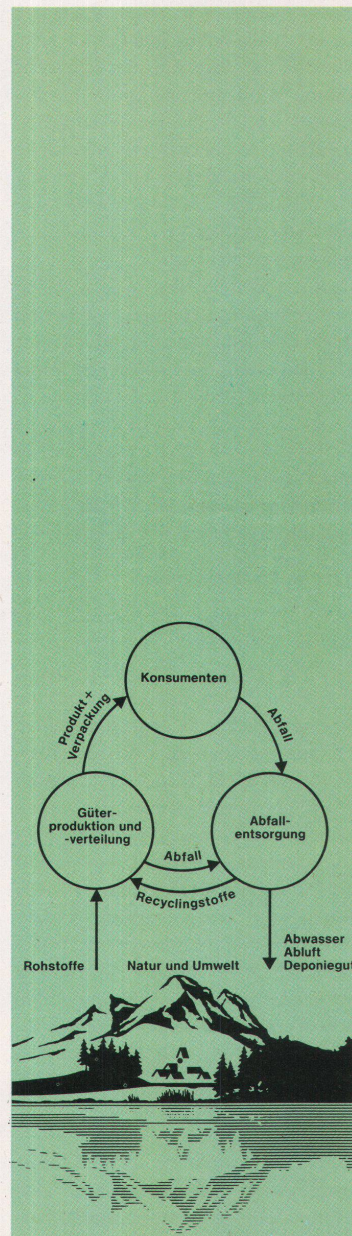 Konsumenten
Produkt +
Verpackung
Abfall
Güter-
produktion und
-verteilung
Abfall-
entsorgung
Abfall
Recyclingstoffe
Abwasser
Abluft
Deponiegut
Rohstoffe
Natur und Umwelt